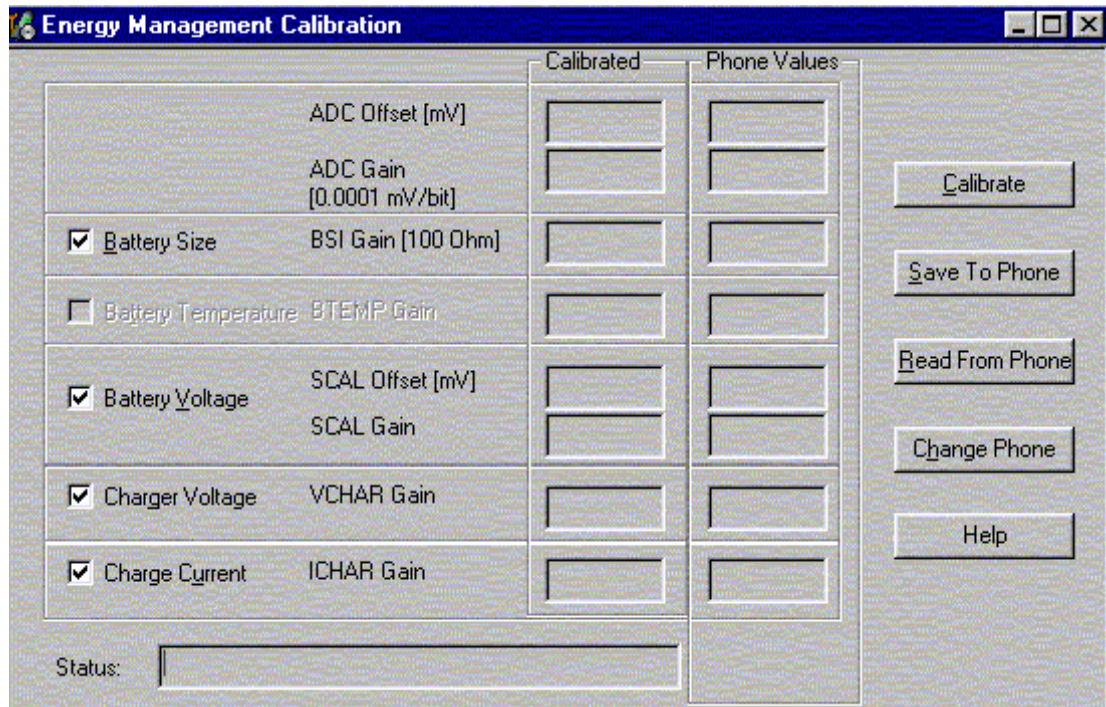 Energy Management Calibration
Calibrated Phone Values
ADC Offset [mV]
ADC Gain
[0.0001 mV/bit]
Battery Size BSI Gain [100 Ohm]
Battery Temperature BTEMP Gain
Battery Voltage
SCAL Offset [mV]
SCAL Gain
Charger Voltage VCHAR Gain
Charge Current ICHAR Gain
Status:
Calibrate
Save To Phone
Read From Phone
Change Phone
Help